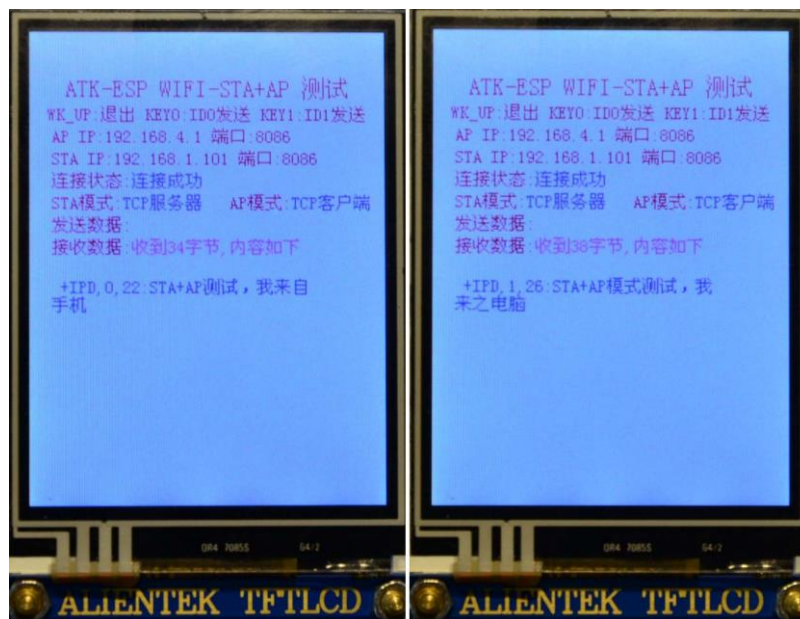 ATK-ESP WIFI-STA+AP 测试
WK_UP:退出 KEY0:ID0发送 KEY1:ID1发送
AP IP:192.168.4.1 端口:8086
STA IP:192.168.1.101 端口:8086
连接状态:连接成功
STA模式:TCP服务器 AP模式:TCP客户端
发送数据:
接收数据:收到34字节,内容如下
+IPD,0,22:STA+AP测试，我来自
手机
OR4 7085S G4/2
ALIENTEK TFTLCD
ATK-ESP WIFI-STA+AP 测试
WK_UP:退出 KEY0:ID0发送 KEY1:ID1发送
AP IP:192.168.4.1 端口:8086
STA IP:192.168.1.101 端口:8086
连接状态:连接成功
STA模式:TCP服务器 AP模式:TCP客户端
发送数据:
接收数据:收到38字节,内容如下
+IPD,1,26:STA+AP模式测试，我
来之电脑
OR4 7085S G4/2
ALIENTEK TFTLCD